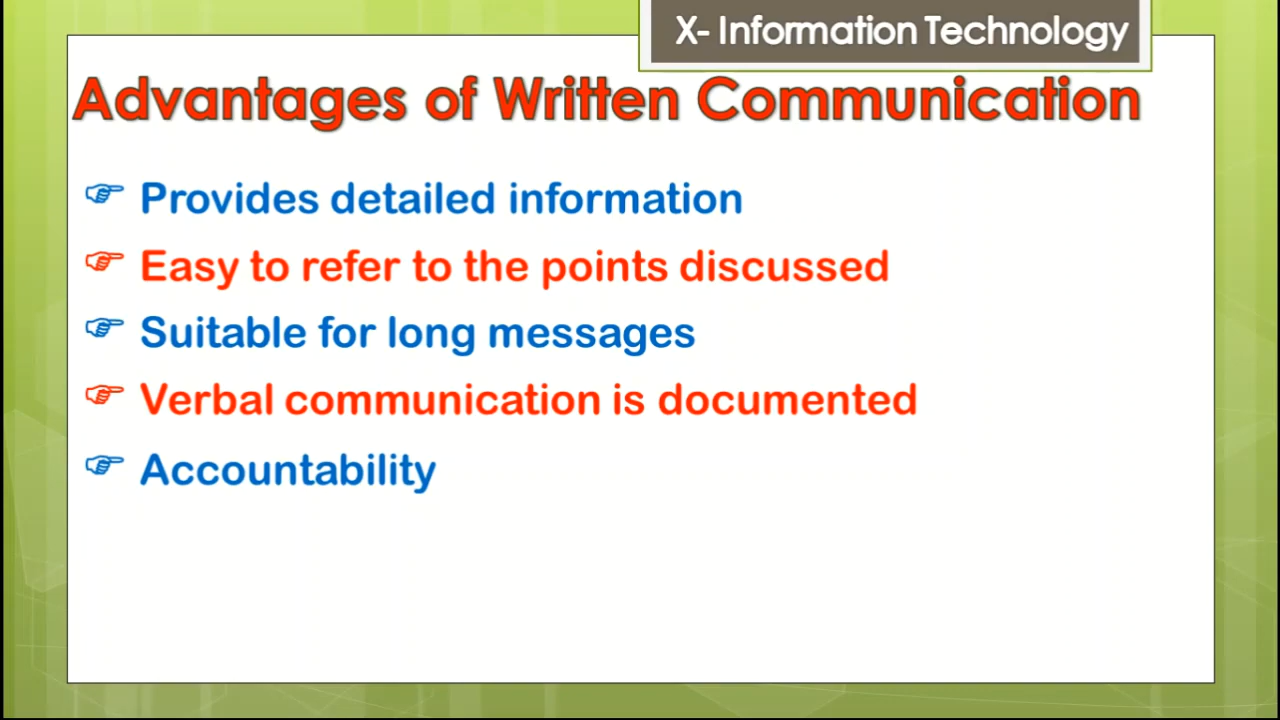 X- Information Technology
Advantages of Written Communication
☞ Provides detailed information
☞ Easy to refer to the points discussed
☞ Suitable for long messages
☞ Verbal communication is documented
☞ Accountability